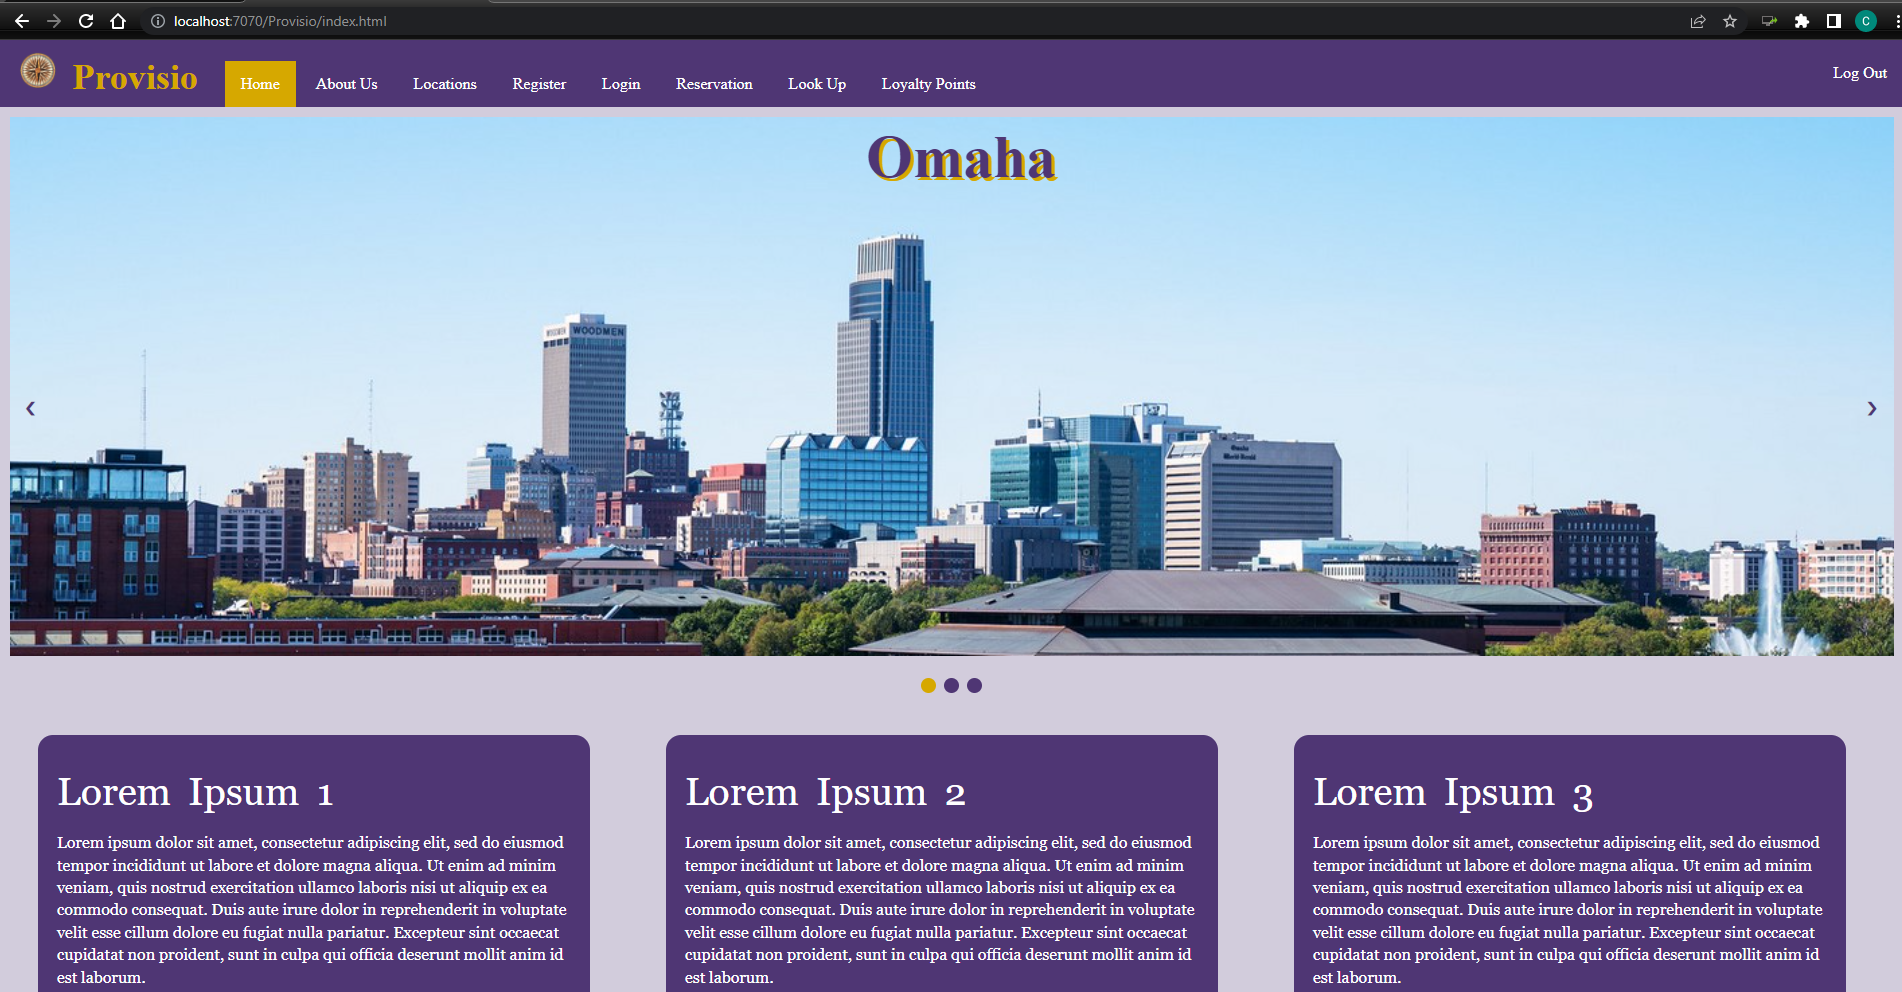 localhost:7070/Provisio/index.html
C
Provisio
Home About Us Locations Register Login Reservation Look Up Loyalty Points
Log Out
Omaha
WOODMEN WOODMEN
Omaha
World Herald
HYATT PLACE
‹ ›
Lorem Ipsum 1
Lorem ipsum dolor sit amet, consectetur adipiscing elit, sed do eiusmod
tempor incididunt ut labore et dolore magna aliqua. Ut enim ad minim
veniam, quis nostrud exercitation ullamco laboris nisi ut aliquip ex ea
commodo consequat. Duis aute irure dolor in reprehenderit in voluptate
velit esse cillum dolore eu fugiat nulla pariatur. Excepteur sint occaecat
cupidatat non proident, sunt in culpa qui officia deserunt mollit anim id
est laborum.
Lorem Ipsum 2
Lorem ipsum dolor sit amet, consectetur adipiscing elit, sed do eiusmod
tempor incididunt ut labore et dolore magna aliqua. Ut enim ad minim
veniam, quis nostrud exercitation ullamco laboris nisi ut aliquip ex ea
commodo consequat. Duis aute irure dolor in reprehenderit in voluptate
velit esse cillum dolore eu fugiat nulla pariatur. Excepteur sint occaecat
cupidatat non proident, sunt in culpa qui officia deserunt mollit anim id
est laborum.
Lorem Ipsum 3
Lorem ipsum dolor sit amet, consectetur adipiscing elit, sed do eiusmod
tempor incididunt ut labore et dolore magna aliqua. Ut enim ad minim
veniam, quis nostrud exercitation ullamco laboris nisi ut aliquip ex ea
commodo consequat. Duis aute irure dolor in reprehenderit in voluptate
velit esse cillum dolore eu fugiat nulla pariatur. Excepteur sint occaecat
cupidatat non proident, sunt in culpa qui officia deserunt mollit anim id
est laborum.